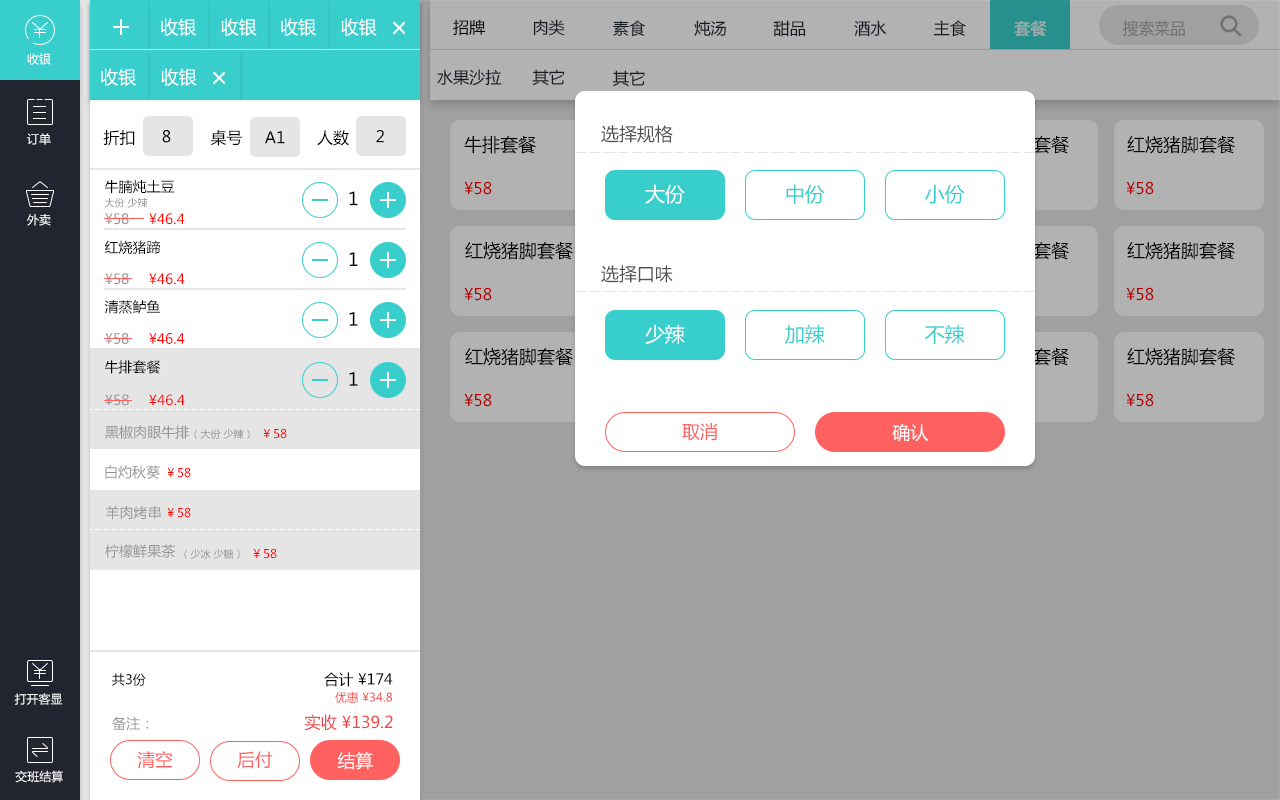 收银
订单
外卖
打开客显
交班结算
收银 收银 收银 收银
收银 收银
折扣 8 桌号 A1 人数 2
牛腩炖土豆
大份 少辣
¥58 ¥46.4
1
红烧猪蹄
¥58 ¥46.4
1
清蒸鲈鱼
¥58 ¥46.4
1
牛排套餐
¥58 ¥46.4
1
黑椒肉眼牛排（大份 少辣） ¥ 58
白灼秋葵 ¥ 58
羊肉烤串 ¥ 58
柠檬鲜果茶（少冰 少糖） ¥ 58
共3份
合计 ¥174
优惠 ¥34.8
备注：
实收 ¥139.2
清空 后付 结算
招牌 肉类 素食 炖汤 甜品 酒水 主食 套餐 搜索菜品
水果沙拉 其它 其它
牛排套餐 套餐 红烧猪脚套餐
¥58 ¥58
红烧猪脚套餐 套餐 红烧猪脚套餐
¥58 ¥58
红烧猪脚套餐 套餐 红烧猪脚套餐
¥58 ¥58
选择规格
大份 中份 小份
选择口味
少辣 加辣 不辣
取消 确认